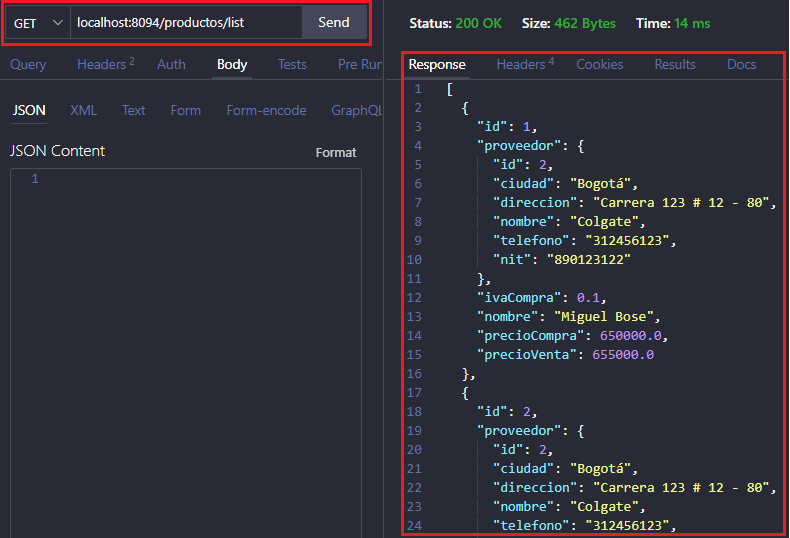 GET localhost:8094/productos/list Send
Query Headers 2 Auth Body Tests Pre Run
JSON XML Text Form Form-encode GraphQL
JSON Content Format
1
Status: 200 OK Size: 462 Bytes Time: 14 ms
Response Headers 4 Cookies Results Docs
1 [
2 {
3 "id": 1,
4 "proveedor": {
5 "id": 2,
6 "ciudad": "Bogotá",
7 "direccion": "Carrera 123 # 12 - 80",
8 "nombre": "Colgate",
9 "telefono": "312456123",
10 "nit": "890123122"
11 },
12 "ivaCompra": 0.1,
13 "nombre": "Miguel Bose",
14 "precioCompra": 650000.0,
15 "precioVenta": 655000.0
16 },
17 {
18 "id": 2,
19 "proveedor": {
20 "id": 2,
21 "ciudad": "Bogotá",
22 "direccion": "Carrera 123 # 12 - 80",
23 "nombre": "Colgate",
24 "telefono": "312456123",